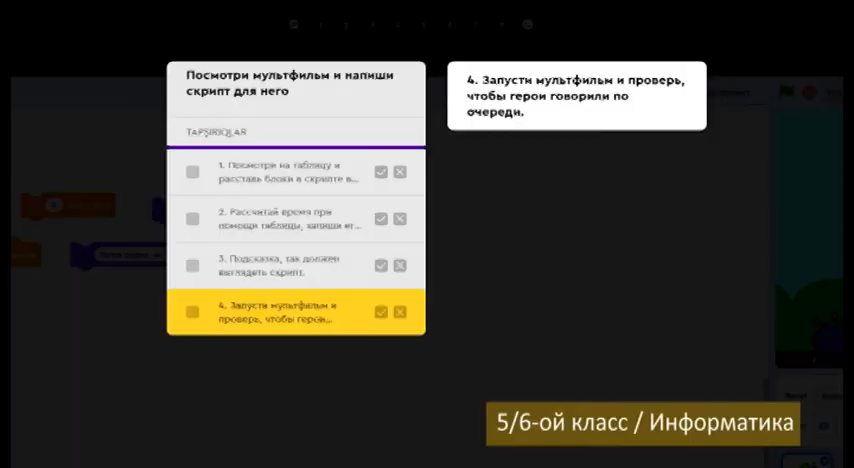 Посмотри мультфильм и напиши
скрипт для него
TAPŞIRIQLAR
1. Посмотри на таблицу и
расставь блоки в скрипте в...
2. Рассчитай время при
помощи таблицы, запиши ег...
3. Подсказка, так должен
выглядеть скрипт.
4. Запусти мультфильм и
проверь, чтобы герои...
4. Запусти мультфильм и проверь,
чтобы герои говорили по
очереди.
5/6-ой класс / Информатика